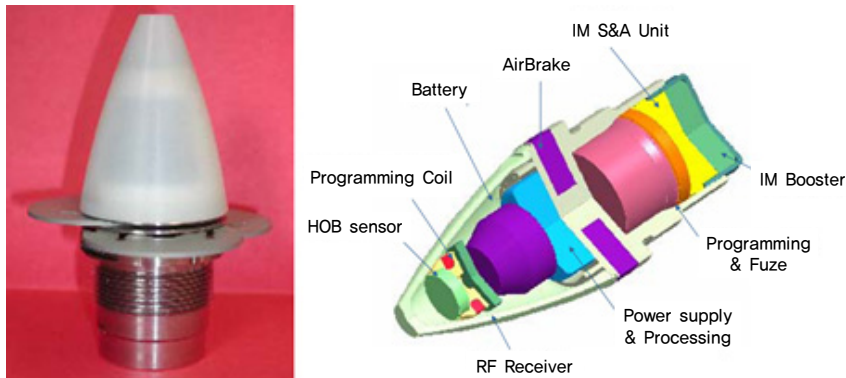 IM S&A Unit
AirBrake
Battery
Programming Coil
HOB sensor
IM Booster
Programming
& Fuze
Power supply
& Processing
RF Receiver